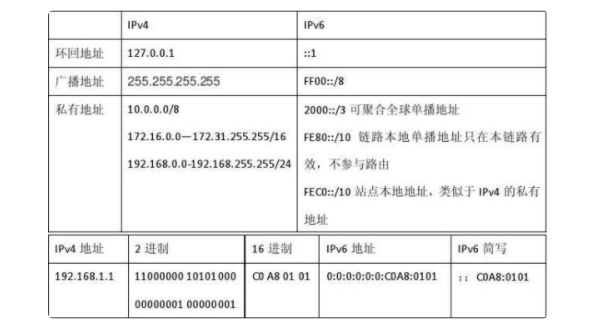 IPv4 IPv6
环回地址 127.0.0.1 ::1
广播地址 255.255.255.255 FF00::/8
私有地址 10.0.0.0/8 2000::/3 可聚合全球单播地址
172.16.0.0—172.31.255.255/16 FE80::/10 链路本地单播地址只在本链路有
192.168.0.0-192.168.255.255/24 效，不参与路由
FEC0::/10 站点本地地址，类似于 IPv4 的私有
地址
IPv4 地址 2 进制 16 进制 IPv6 地址 IPv6 简写
192.168.1.1 11000000 10101000 C0 A8 01 01 0:0:0:0:0:0:C0A8:0101 :: C0A8:0101
00000001 00000001